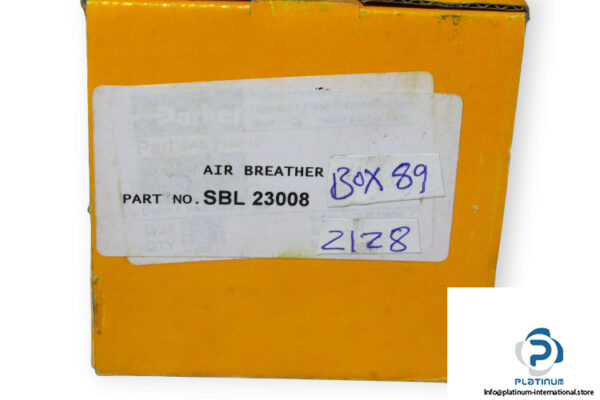 AIR BREATHER
BOX 89
PART NO. SBL 23008
2128
PLATINUM
Info@platinum-international.store